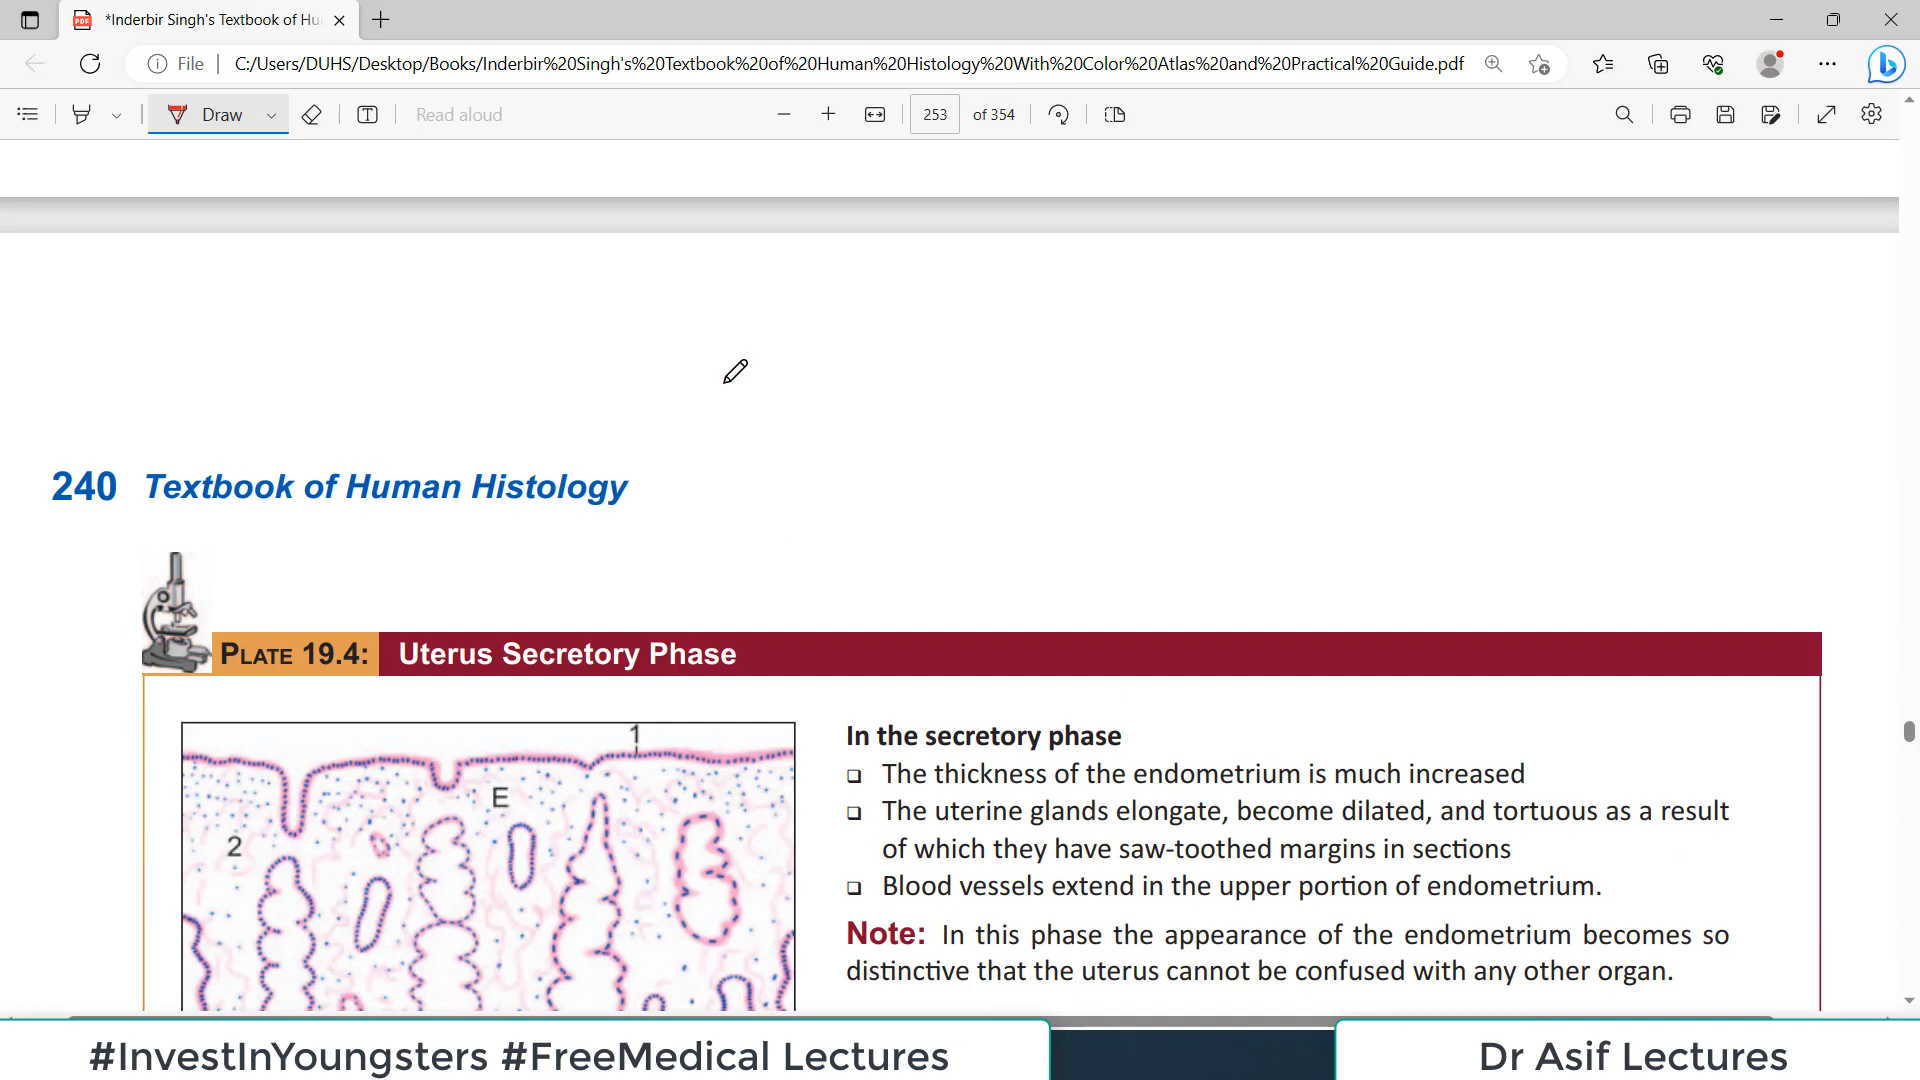 *Inderbir Singh's Textbook of Hu
File
C:/Users/DUHS/Desktop/Books/Inderbir%20Singh's%20Textbook%20of%20Human%20Histology%20With%20Color%20Atlas%20and%20Practical%20Guide.pdf
Draw
Read aloud
253 of 354
240 Textbook of Human Histology
PLATE 19.4: Uterus Secretory Phase
1
E
2
In the secretory phase
❑ The thickness of the endometrium is much increased
❑ The uterine glands elongate, become dilated, and tortuous as a result
of which they have saw-toothed margins in sections
❑ Blood vessels extend in the upper portion of endometrium.
Note: In this phase the appearance of the endometrium becomes so
distinctive that the uterus cannot be confused with any other organ.
#InvestInYoungsters #FreeMedical Lectures
Dr Asif Lectures